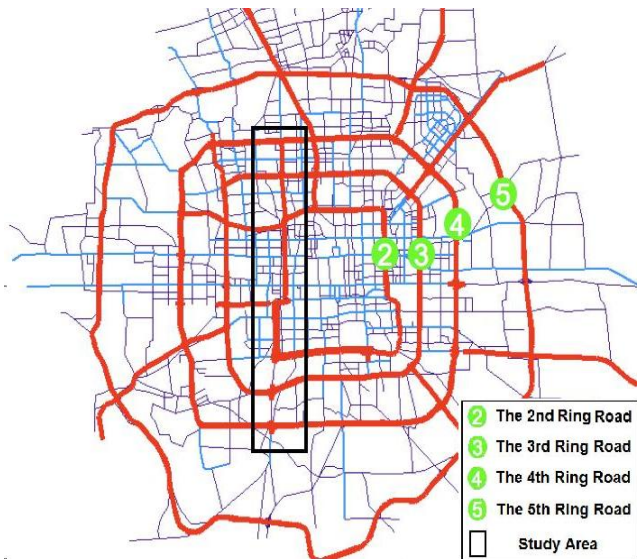 5
4
2 3
2 The 2nd Ring Road
3 The 3rd Ring Road
4 The 4th Ring Road
5 The 5th Ring Road
Study Area